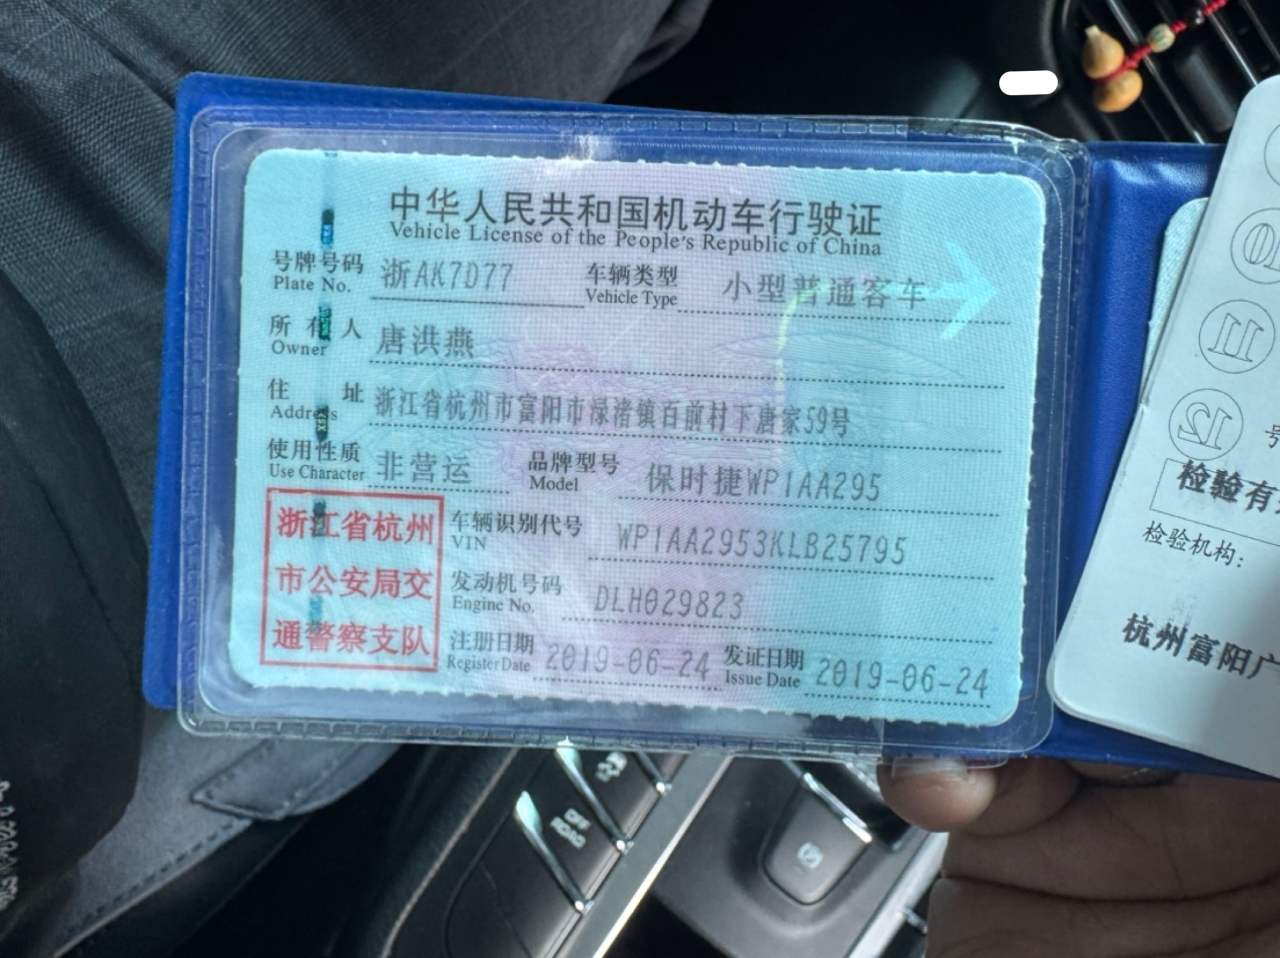 中华人民共和国机动车行驶证
Vehicle License of the People's Republic of China
号牌号码 浙AK7D77 车辆类型 小型普通客车
Plate No. Vehicle Type
所有人 唐洪燕
Owner
住址 浙江省杭州市富阳市渌渚镇百前村下唐家59号
Address
使用性质 非营运 品牌型号 保时捷WP1AA295
Use Character Model
浙江省杭州
市公安局交
通警察支队
车辆识别代号 WP1AA2953KLB25795
VIN
发动机号码 DLH029823
Engine No.
注册日期 2019-06-24 发证日期 2019-06-24
Register Date Issue Date
10
11
12
号
检验有
检验机构:
杭州富阳广
OFF
ROAD